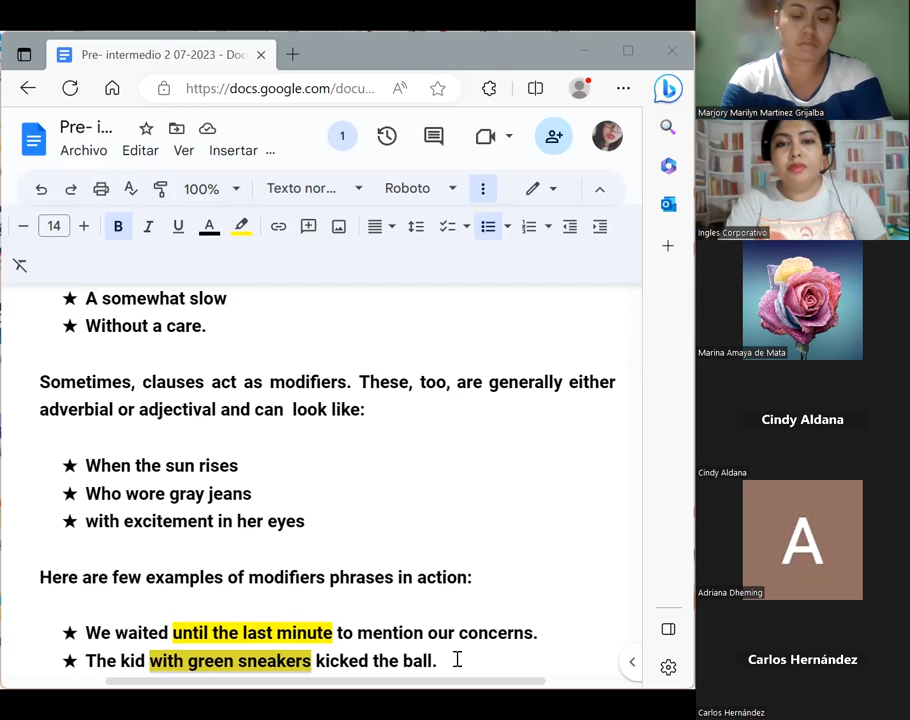 Pre- intermedio 2 07-2023 - Doc
https://docs.google.com/docu...
Pre- i...
Archivo Editar Ver Insertar ...
1
100% Texto nor... Roboto
14
A somewhat slow
Without a care.
Sometimes, clauses act as modifiers. These, too, are generally either
adverbial or adjectival and can look like:
When the sun rises
Who wore gray jeans
with excitement in her eyes
Here are few examples of modifiers phrases in action:
We waited until the last minute to mention our concerns.
The kid with green sneakers kicked the ball.
Marjory Marilyn Martinez Grijalba
Ingles Corporativo
Marina Amaya de Mata
Cindy Aldana
Cindy Aldana
A
Adriana Dheming
Carlos Hernández
Carlos Hernández